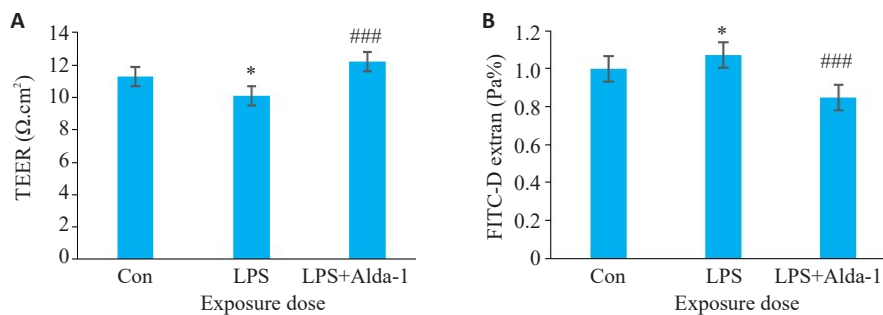 A
TEER (Ω.cm²)
14
12
10
8
6
4
2
0
*
###
Con
LPS
LPS+Alda-1
Exposure dose
B
FITC-D extran (Pa%)
1.2
1.0
0.8
0.6
0.4
0.2
0
*
###
Con
LPS
LPS+Alda-1
Exposure dose